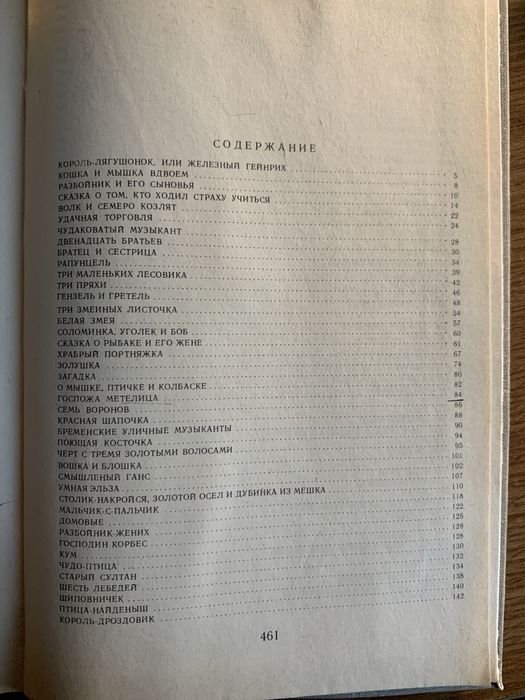 СОДЕРЖАНИЕ
КОРОЛЬ-ЛЯГУШОНОК, ИЛИ ЖЕЛЕЗНЫЙ ГЕЙНРИХ 5
КОШКА И МЫШКА ВДВОЕМ 8
РАЗБОЙНИК И ЕГО СЫНОВЬЯ 10
СКАЗКА О ТОМ, КТО ХОДИЛ СТРАХУ УЧИТЬСЯ 14
ВОЛК И СЕМЕРО КОЗЛЯТ 22
УДАЧНАЯ ТОРГОВЛЯ 24
ЧУДАКОВАТЫЙ МУЗЫКАНТ 28
ДВЕНАДЦАТЬ БРАТЬЕВ 30
БРАТЕЦ И СЕСТРИЦА 34
РАПУНЦЕЛЬ 39
ТРИ МАЛЕНЬКИХ ЛЕСОВИКА 42
ТРИ ПРЯХИ 46
ГЕНЗЕЛЬ И ГРЕТЕЛЬ 48
ТРИ ЗМЕИНЫХ ЛИСТОЧКА 54
БЕЛАЯ ЗМЕЯ 57
СОЛОМИНКА, УГОЛЕК И БОБ 60
СКАЗКА О РЫБАКЕ И ЕГО ЖЕНЕ 61
ХРАБРЫЙ ПОРТНЯЖКА 67
ЗОЛУШКА 74
ЗАГАДКА 80
О МЫШКЕ, ПТИЧКЕ И КОЛБАСКЕ 82
ГОСПОЖА МЕТЕЛИЦА 84
СЕМЬ ВОРОНОВ 86
КРАСНАЯ ШАПОЧКА 88
БРЕМЕНСКИЕ УЛИЧНЫЕ МУЗЫКАНТЫ 90
ПОЮЩАЯ КОСТОЧКА 94
ЧЕРТ С ТРЕМЯ ЗОЛОТЫМИ ВОЛОСАМИ 95
ВОШКА И БЛОШКА 101
СМЫШЛЕНЫЙ ГАНС 102
УМНАЯ ЭЛЬЗА 107
СТОЛИК-НАКРОЙСЯ, ЗОЛОТОЙ ОСЕЛ И ДУБИНКА ИЗ МЕШКА 110
МАЛЬЧИК-С-ПАЛЬЧИК 118
ДОМОВЫЕ 122
РАЗБОЙНИК-ЖЕНИХ 125
ГОСПОДИН КОРБЕС 128
КУМ 128
ЧУДО-ПТИЦА 130
СТАРЫЙ СУЛТАН 132
ШЕСТЬ ЛЕБЕДЕЙ 134
ШИПОВНИЧЕК 138
ПТИЦА-НАЙДЕНЫШ 140
КОРОЛЬ-ДРОЗДОВИК 142
461